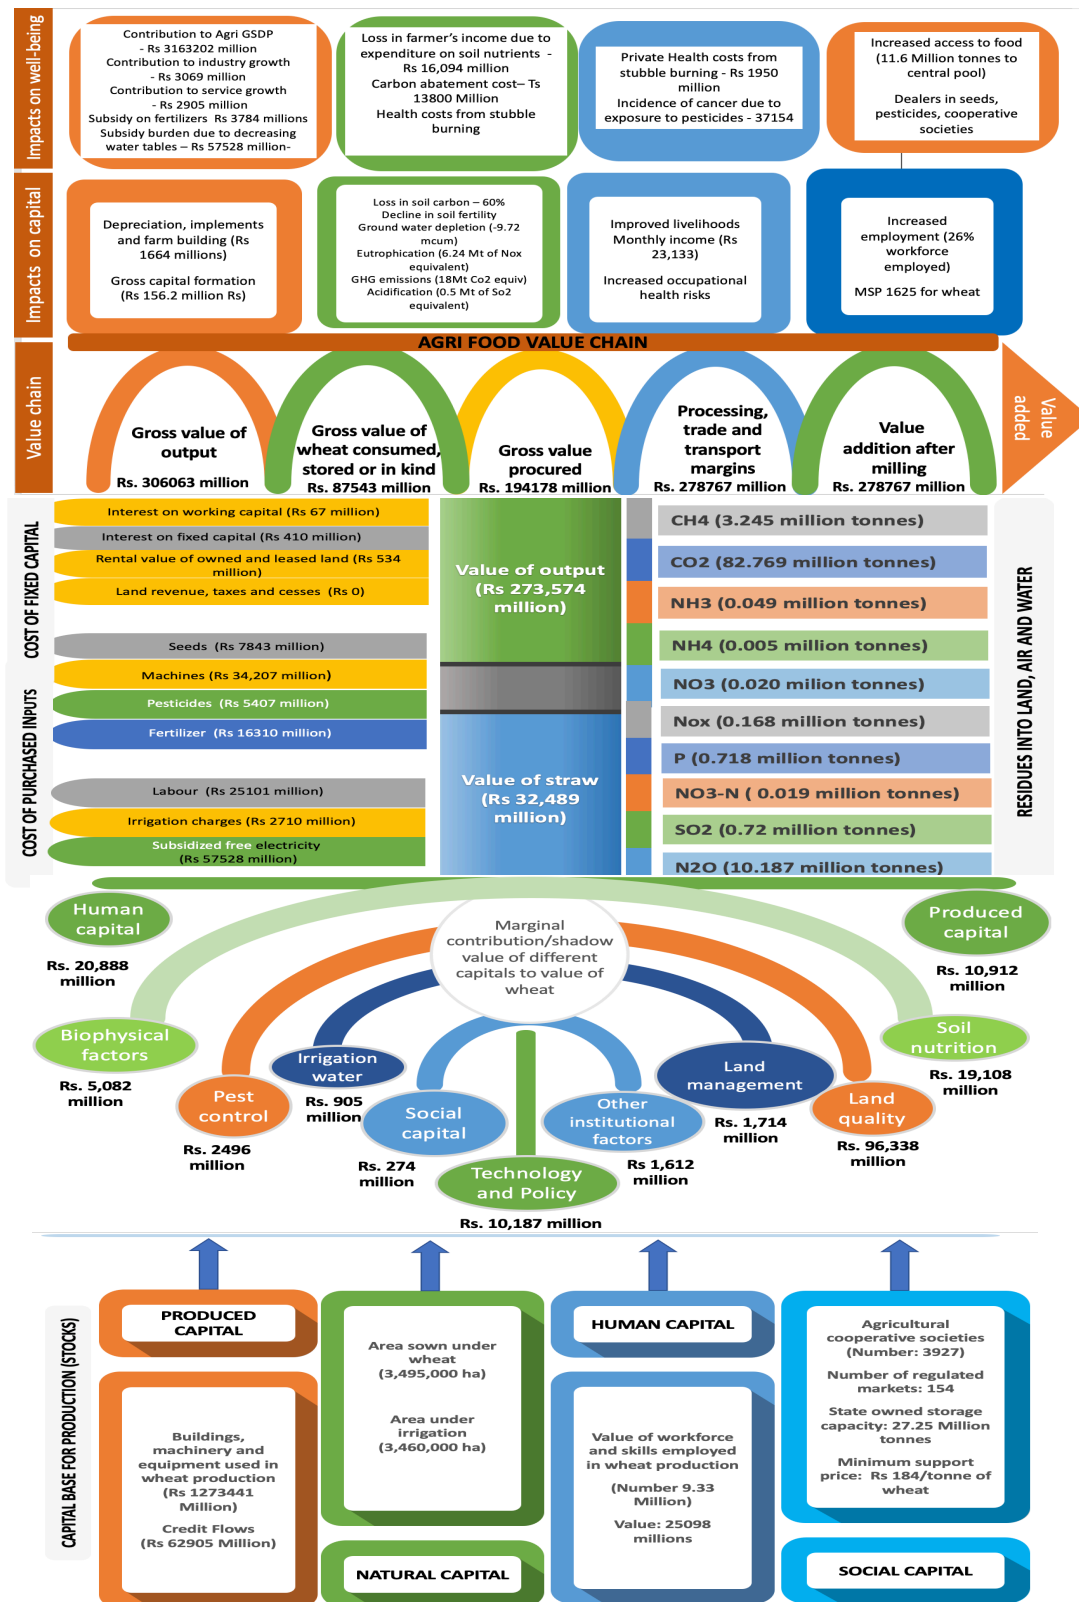 Impacts on well-being
Contribution to Agri GSDP
- Rs 3163202 million
Contribution to industry growth
- Rs 3069 million
Contribution to service growth
- Rs 2905 million
Subsidy on fertilizers  Rs 3784 millions
Subsidy burden due to decreasing
water tables – Rs 57528 million-
Loss in farmer's income due to
expenditure on soil nutrients  -
Rs 16,094 million
Carbon abatement cost– Ts
13800 Million
Health costs from stubble
burning
Private Health costs from
stubble burning - Rs 1950
million
Incidence of cancer due to
exposure to pesticides - 37154
Increased access to food
(11.6 Million tonnes to
central pool)
Dealers in seeds,
pesticides, cooperative
societies
Impacts on capital
Depreciation, implements
and farm building (Rs
1664 millions)
Gross capital formation
(Rs 156.2 million Rs)
Loss in soil carbon – 60%
Decline in soil fertility
Ground water depletion (-9.72
mcum)
Eutrophication (6.24 Mt of Nox
equivalent)
GHG emissions (18Mt Co2 equiv)
Acidification (0.5 Mt of So2
equivalent)
Improved livelihoods
Monthly income (Rs
23,133)
Increased occupational
health risks
Increased
employment (26%
workforce
employed)
MSP 1625 for wheat
AGRI FOOD VALUE CHAIN
Value chain
Gross value of
output
Rs. 306063 million
Gross value of
wheat consumed,
stored or in kind
Rs. 87543 million
Gross value
procured
Rs. 194178 million
Processing,
trade and
transport
margins
Rs. 278767 million
Value
addition after
milling
Rs. 278767 million
Value
added
COST OF FIXED CAPITAL
Interest on working capital (Rs 67 million)
Interest on fixed capital (Rs 410 million)
Rental value of owned and leased land (Rs 534
million)
Land revenue, taxes and cesses  (Rs 0)
COST OF PURCHASED INPUTS
Seeds  (Rs 7843 million)
Machines (Rs 34,207 million)
Pesticides (Rs 5407 million)
Fertilizer (Rs 16310 million)
Labour  (Rs 25101 million)
Irrigation charges (Rs 2710 million)
Subsidized free electricity
(Rs 57528 million)
Value of output
(Rs 273,574
million)
Value of straw
(Rs 32,489
million)
CH4 (3.245 million tonnes)
CO2 (82.769 million tonnes)
NH3 (0.049 million tonnes)
NH4 (0.005 million tonnes)
NO3 (0.020 milion tonnes)
Nox (0.168 million tonnes)
P (0.718 million tonnes)
NO3-N ( 0.019 million tonnes)
SO2 (0.72 million tonnes)
N2O (10.187 million tonnes)
RESIDUES INTO LAND, AIR AND WATER
Marginal
contribution/shadow
value of different
capitals to value of
wheat
Human
capital
Rs. 20,888
million
Biophysical
factors
Rs. 5,082
million
Pest
control
Rs. 2496
million
Irrigation
water
Rs. 905
million
Social
capital
Rs. 274
million
Technology
and Policy
Rs. 10,187 million
Other
institutional
factors
Rs 1,612
million
Land
management
Rs. 1,714
million
Land
quality
Rs. 96,338
million
Soil
nutrition
Rs. 19,108
million
Produced
capital
Rs. 10,912
million
CAPITAL BASE FOR PRODUCTION (STOCKS)
PRODUCED
CAPITAL
Buildings,
machinery and
equipment used in
wheat production
(Rs 1273441
Million)
Credit Flows
(Rs 62905 Million)
Area sown under
wheat
(3,495,000 ha)
Area under
irrigation
(3,460,000 ha)
NATURAL CAPITAL
HUMAN CAPITAL
Value of workforce
and skills employed
in wheat production
(Number 9.33
Million)
Value: 25098
millions
Agricultural
cooperative societies
(Number: 3927)
Number of regulated
markets: 154
State owned storage
capacity: 27.25 Million
tonnes
Minimum support
price:  Rs 184/tonne of
wheat
SOCIAL CAPITAL